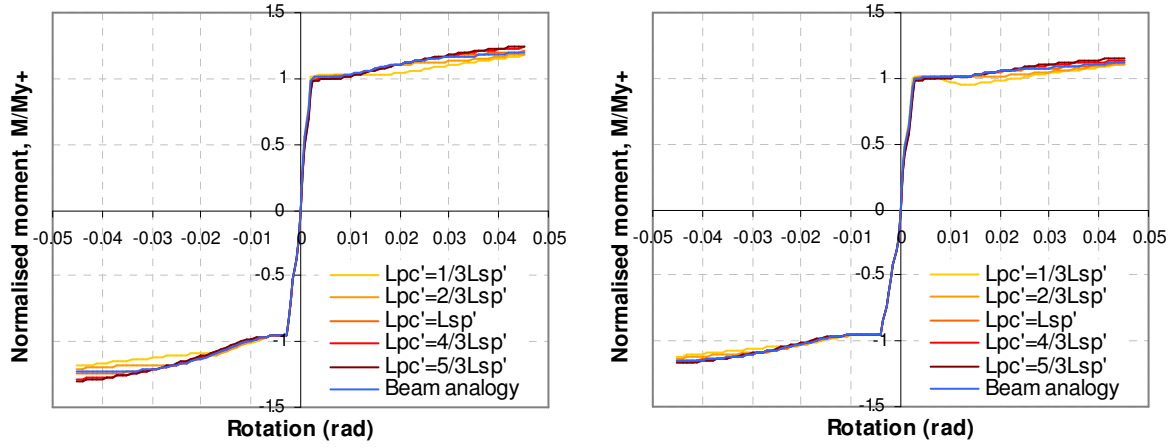 Normalised moment, M/My+
1.5
1
0.5
0
-0.5
-1
-1.5
-0.05 -0.04 -0.03 -0.02 -0.01 0 0.01 0.02 0.03 0.04 0.05
Lpc'=1/3Lsp'
Lpc'=2/3Lsp'
Lpc'=Lsp'
Lpc'=4/3Lsp'
Lpc'=5/3Lsp'
Beam analogy
Rotation (rad)
Normalised moment, M/My+
1.5
1
0.5
0
-0.5
-1
-1.5
-0.05 -0.04 -0.03 -0.02 -0.01 0 0.01 0.02 0.03 0.04 0.05
Lpc'=1/3Lsp'
Lpc'=2/3Lsp'
Lpc'=Lsp'
Lpc'=4/3Lsp'
Lpc'=5/3Lsp'
Beam analogy
Rotation (rad)